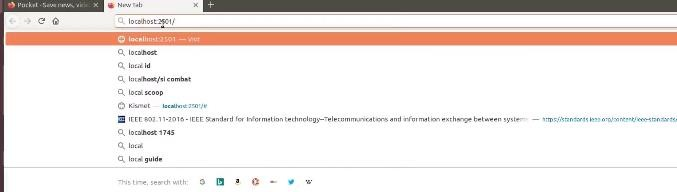 Pocket - Save news, vide
New Tab
localhost:2501/
localhost:2501 — Visit
localhost
local id
localhost/si combat
local scoop
Kismet — localhost:2501/#
IEEE 802.11-2016 - IEEE Standard for Information technology--Telecommunications and information exchange between systems — https://standards.ieee.org/content/ieee-standards/
localhost 1745
local
local guide
This time, search with: